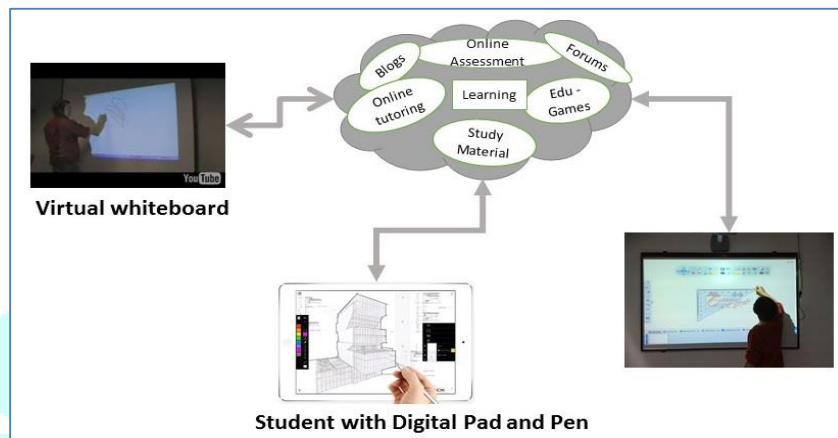 Blogs
Online
Assessment
Forums
Online
tutoring
Learning
Edu -
Games
Study
Material
YouTube
Virtual whiteboard
Student with Digital Pad and Pen